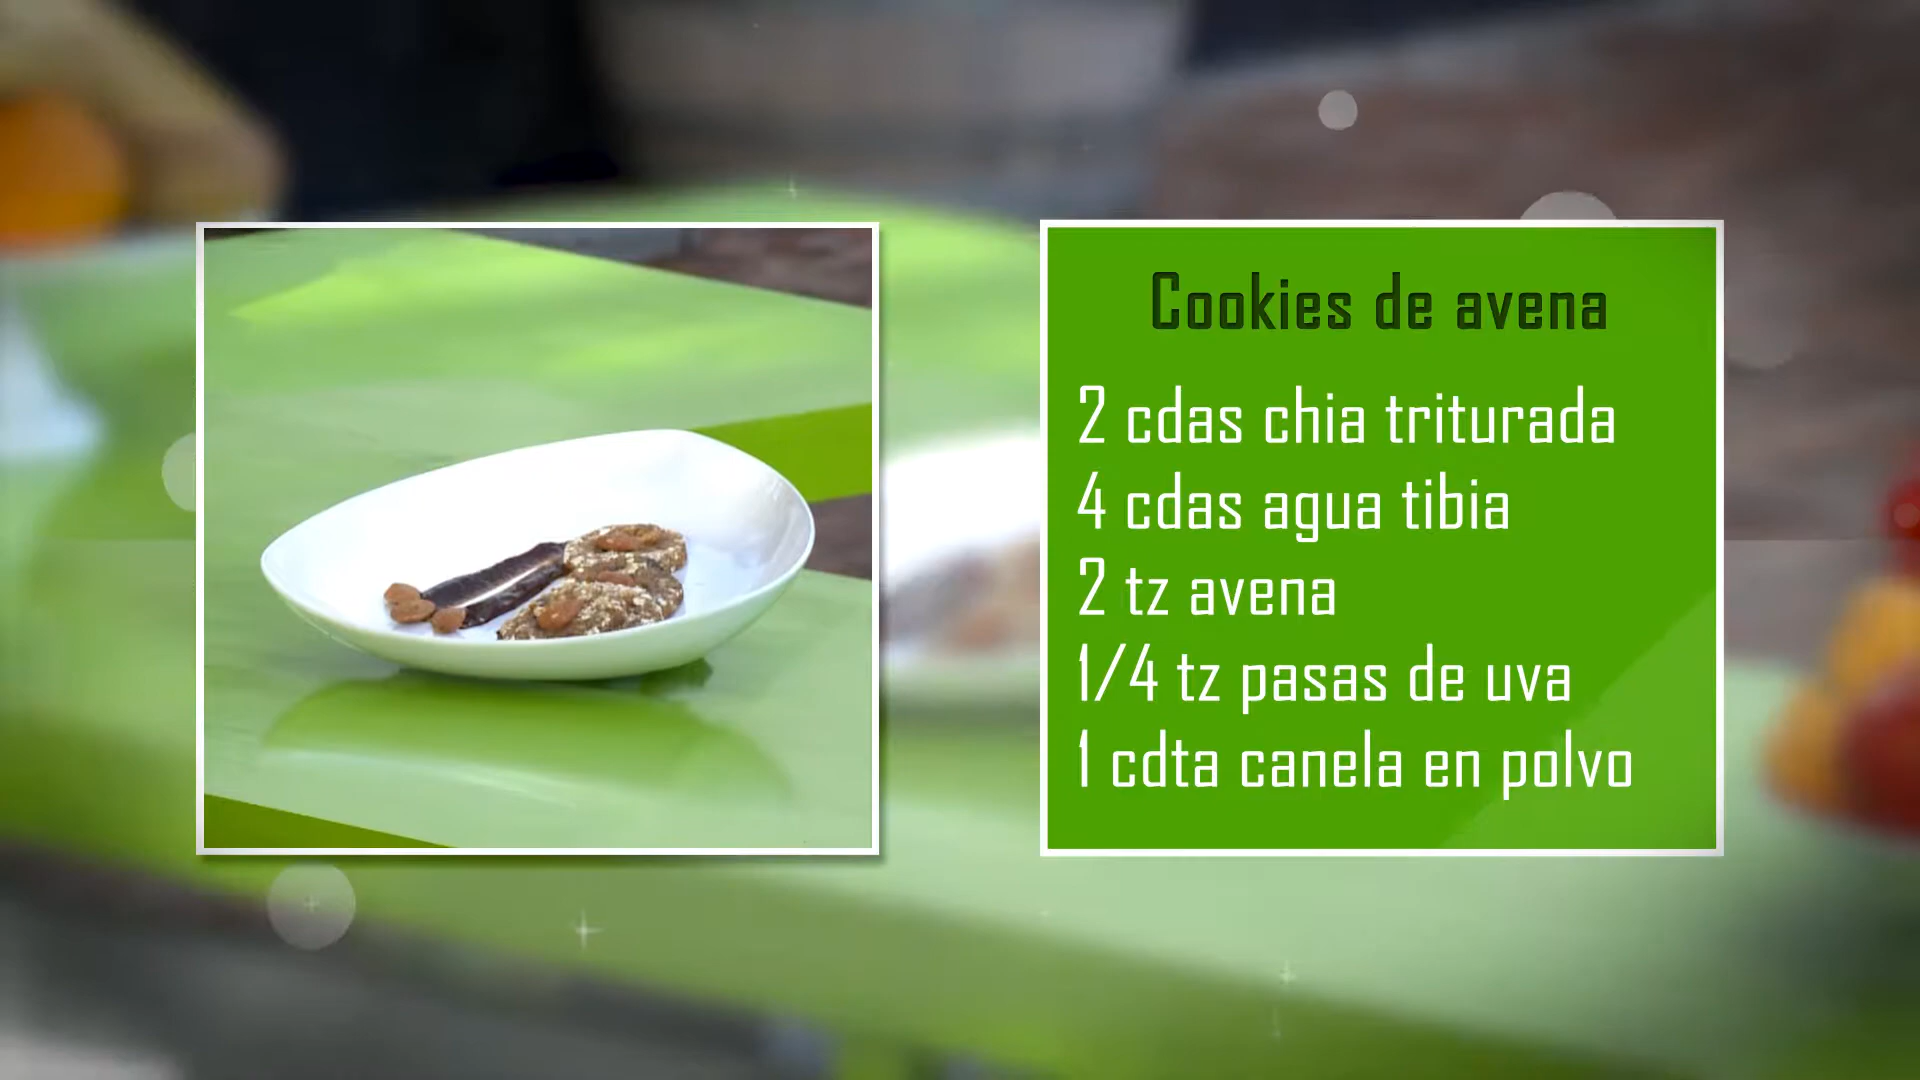 Cookies de avena
2 cdas chia triturada
4 cdas agua tibia
2 tz avena
1/4 tz pasas de uva
1 cdta canela en polvo